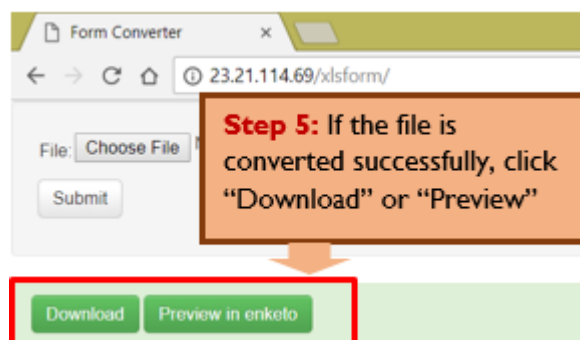 Form Converter
23.21.114.69/xlsform/
Step 5: If the file is
converted successfully, click
“Download” or “Preview”
File: Choose File
Submit
Download Preview in enketo